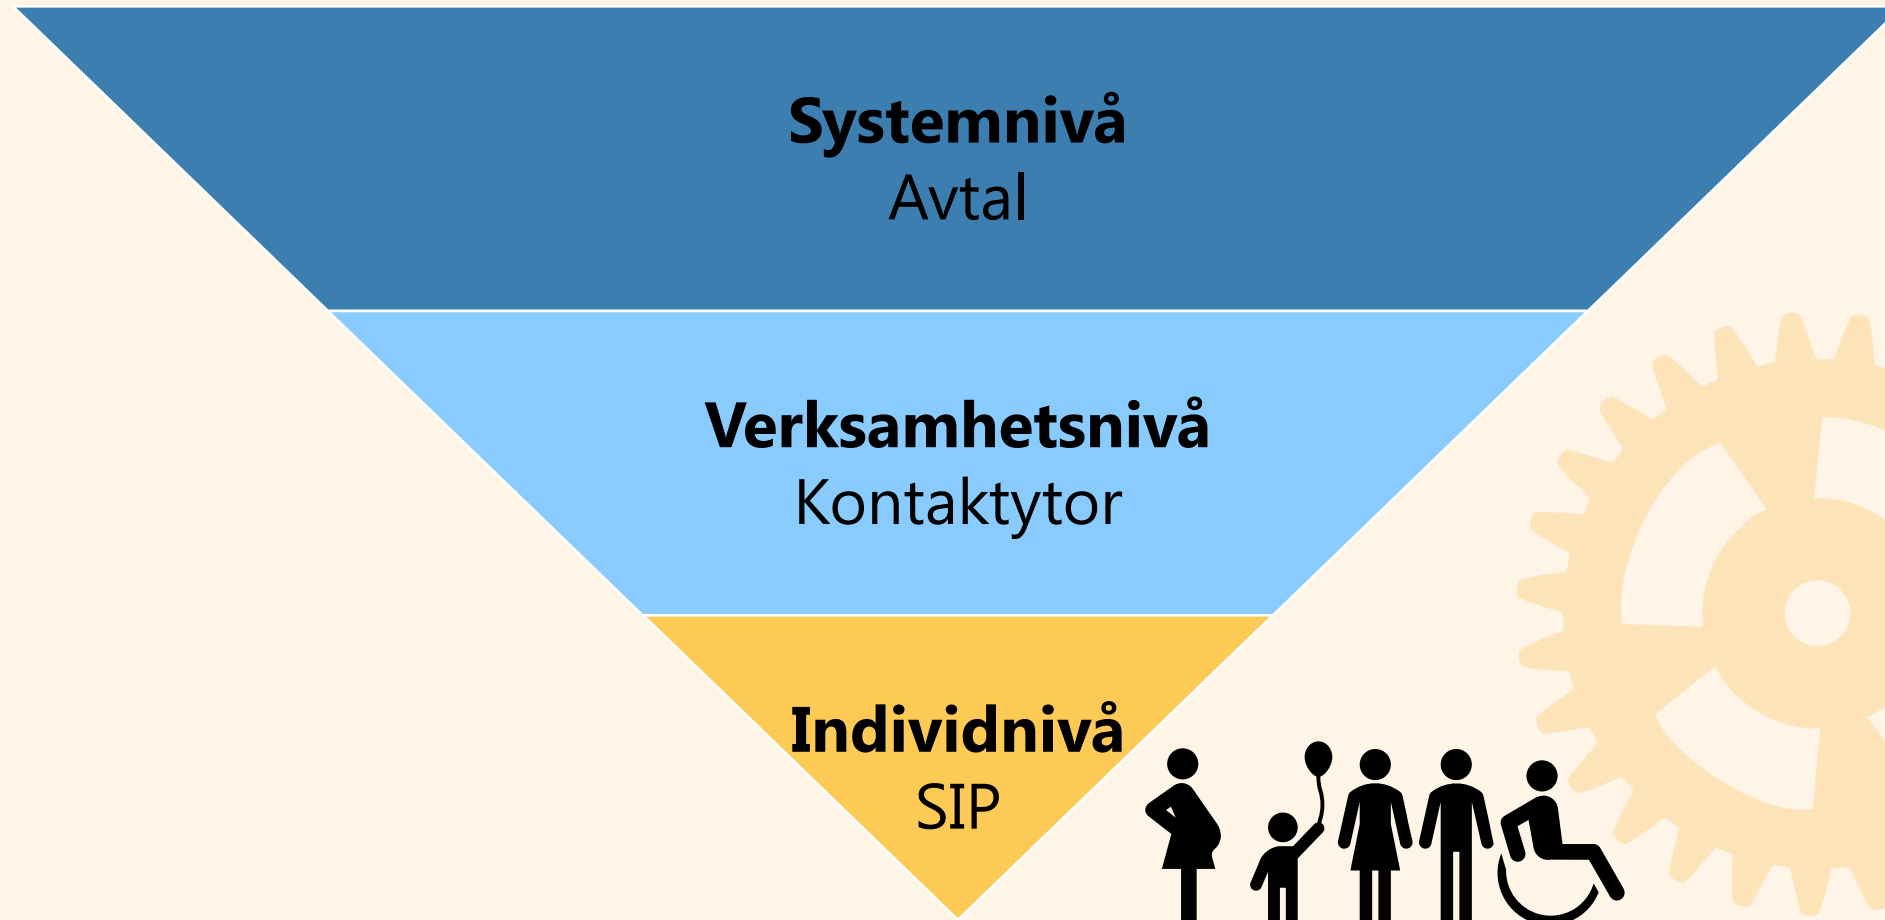 Systemnivå
Avtal
Verksamhetsnivå
Kontaktytor
Individnivå
SIP